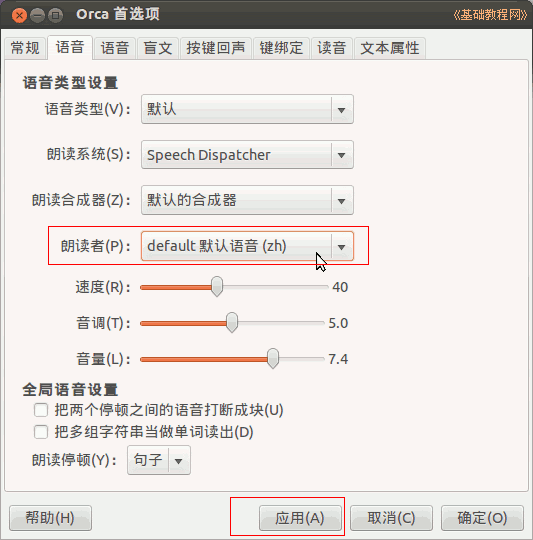 Orca 首选项 《基础教程网》
常规 语音 语音 盲文 按键回声 键绑定 读音 文本属性
语音类型设置
语音类型(V): 默认
朗读系统(S): Speech Dispatcher
朗读合成器(Z): 默认的合成器
朗读者(P): default 默认语音 (zh)
速度(R): 40
音调(T): 5.0
音量(L): 7.4
全局语音设置
把两个停顿之间的语音打断成块(U)
把多组字符串当做单词读出(D)
朗读停顿(Y): 句子
帮助(H) 应用(A) 取消(C) 确定(O)